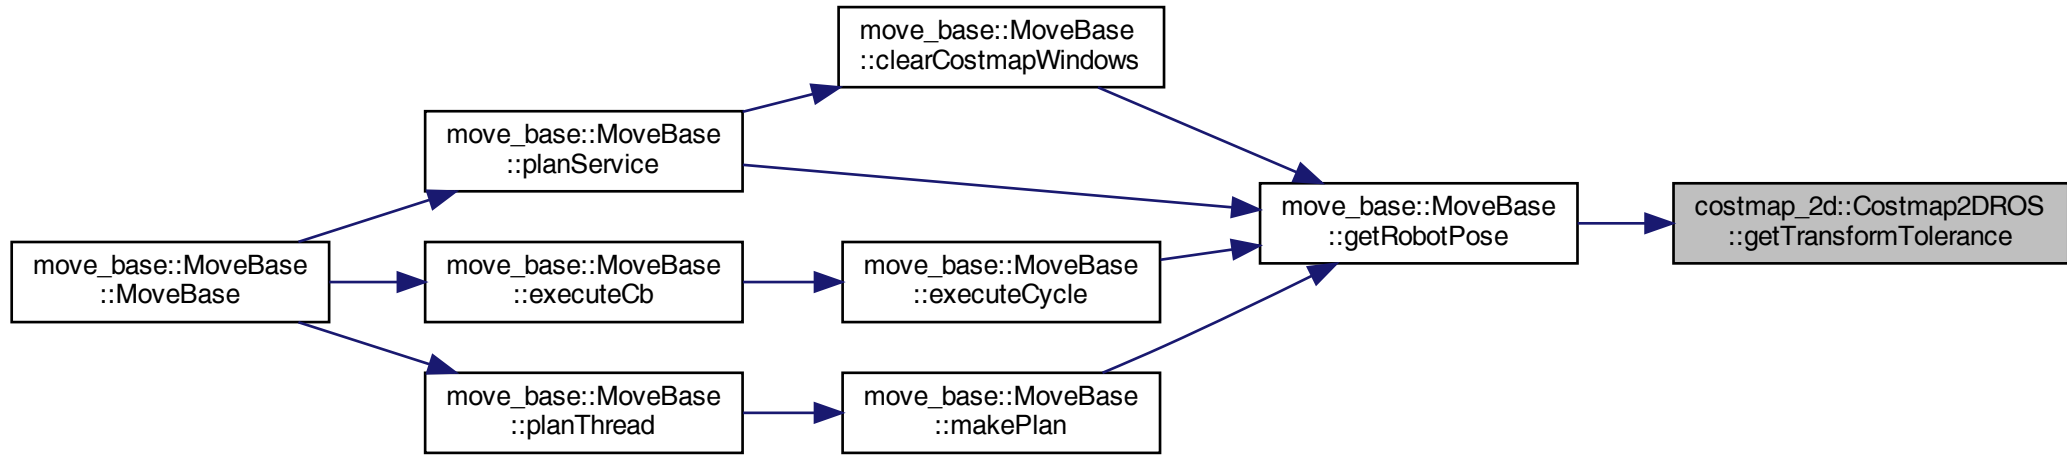 move_base::MoveBase
::clearCostmapWindows
move_base::MoveBase
::planService
move_base::MoveBase
::getRobotPose
costmap_2d::Costmap2DROS
::getTransformTolerance
move_base::MoveBase
::MoveBase
move_base::MoveBase
::executeCb
move_base::MoveBase
::executeCycle
move_base::MoveBase
::planThread
move_base::MoveBase
::makePlan